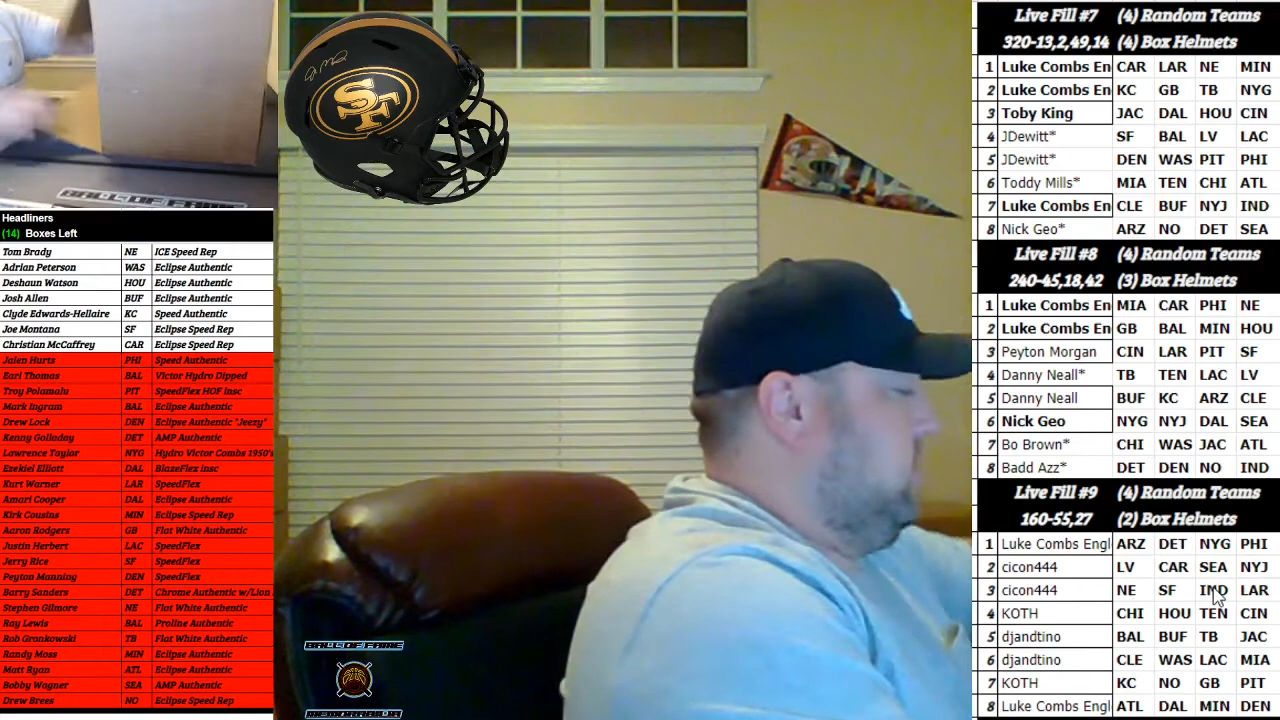 Headliners
(14) Boxes Left
Tom Brady NE ICE Speed Rep
Adrian Peterson WAS Eclipse Authentic
Deshaun Watson HOU Eclipse Authentic
Josh Allen BUF Eclipse Authentic
Clyde Edwards-Hellaire KC Speed Authentic
Joe Montana SF Eclipse Speed Rep
Christian McCaffrey CAR Eclipse Speed Rep
Jalen Hurts PHI Speed Authentic
Earl Thomas BAL Victor Hydro Dipped
Troy Polamalu PIT SpeedFlex HOF insc
Mark Ingram BAL Eclipse Authentic
Drew Lock DEN Eclipse Authentic "Jeezy"
Kenny Golladay DET AMP Authentic
Lawrence Taylor NYG Hydro Victor Combs 1950's
Ezekiel Elliott DAL BlazeFlex insc
Kurt Warner LAR SpeedFlex
Amari Cooper DAL Eclipse Authentic
Kirk Cousins MIN Eclipse Speed Rep
Aaron Rodgers GB Flat White Authentic
Justin Herbert LAC SpeedFlex
Jerry Rice SF SpeedFlex
Peyton Manning DEN SpeedFlex
Barry Sanders DET Chrome Authentic w/Lion
Stephen Gilmore NE Flat White Authentic
Ray Lewis BAL Proline Authentic
Rob Gronkowski TB Flat White Authentic
Randy Moss MIN Eclipse Authentic
Matt Ryan ATL Eclipse Authentic
Bobby Wagner SEA AMP Authentic
Drew Brees NO Eclipse Speed Rep
SF
BALL OF FAME
MEMORABILIA
Live Fill #7 (4) Random Teams
320-13,2,49,14 (4) Box Helmets
1 Luke Combs En CAR LAR NE MIN
2 Luke Combs En KC GB TB NYG
3 Toby King JAC DAL HOU CIN
4 JDewitt* SF BAL LV LAC
5 JDewitt* DEN WAS PIT PHI
6 Toddy Mills* MIA TEN CHI ATL
7 Luke Combs En CLE BUF NYJ IND
8 Nick Geo* ARZ NO DET SEA
Live Fill #8 (4) Random Teams
240-45,18,42 (3) Box Helmets
1 Luke Combs En MIA CAR PHI NE
2 Luke Combs En GB BAL MIN HOU
3 Peyton Morgan CIN LAR PIT SF
4 Danny Neall* TB TEN LAC LV
5 Danny Neall BUF KC ARZ CLE
6 Nick Geo NYG NYJ DAL SEA
7 Bo Brown* CHI WAS JAC ATL
8 Badd Azz* DET DEN NO IND
Live Fill #9 (4) Random Teams
160-55,27 (2) Box Helmets
1 Luke Combs Engl ARZ DET NYG PHI
2 cicon444 LV CAR SEA NYJ
3 cicon444 NE SF IND LAR
4 KOTH CHI HOU TEN CIN
5 djandtino BAL BUF TB JAC
6 djandtino CLE WAS LAC MIA
7 KOTH KC NO GB PIT
8 Luke Combs Engl ATL DAL MIN DEN